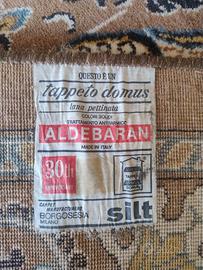 QUESTO È UN
tappeto domus
lana pettinata
COLORI SOLIDI
TRATTAMENTO ANTITARMICO
ALDEBARAN
MADE IN ITALY
30th
CARPET
MANUFACTURERS
BORGOSESIA
MILANO
silt